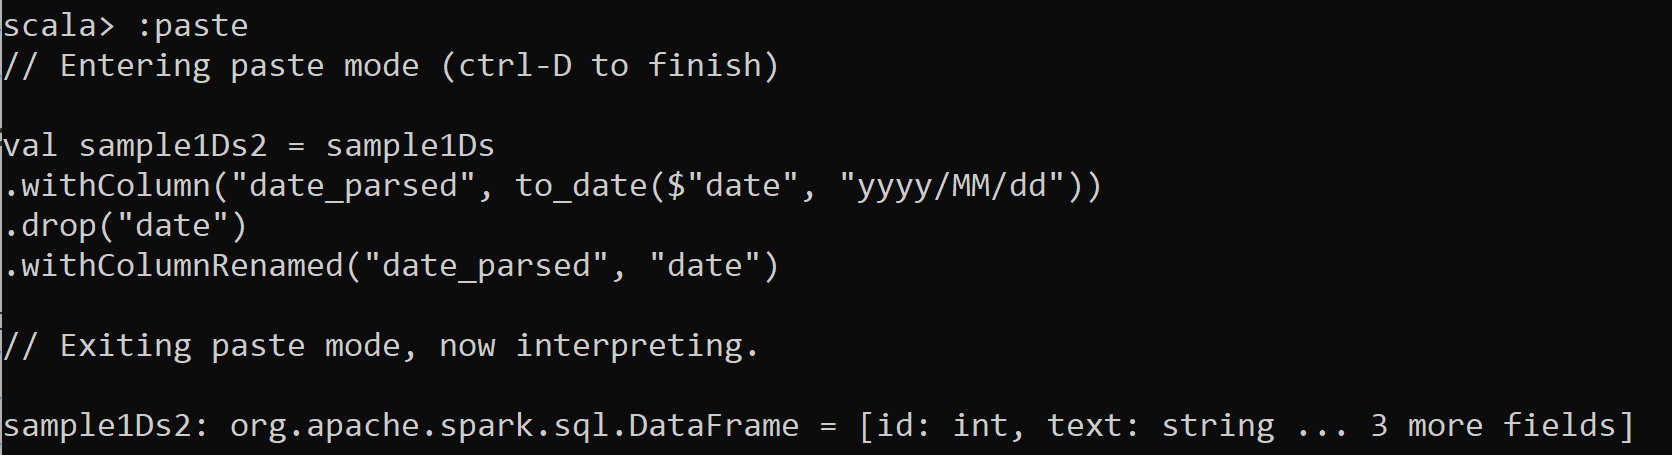 scala> :paste
// Entering paste mode (ctrl-D to finish)
val sample1Ds2 = sample1Ds
.withColumn("date_parsed", to_date($"date", "yyyy/MM/dd"))
.drop("date")
.withColumnRenamed("date_parsed", "date")
// Exiting paste mode, now interpreting.
sample1Ds2: org.apache.spark.sql.DataFrame = [id: int, text: string ... 3 more fields]